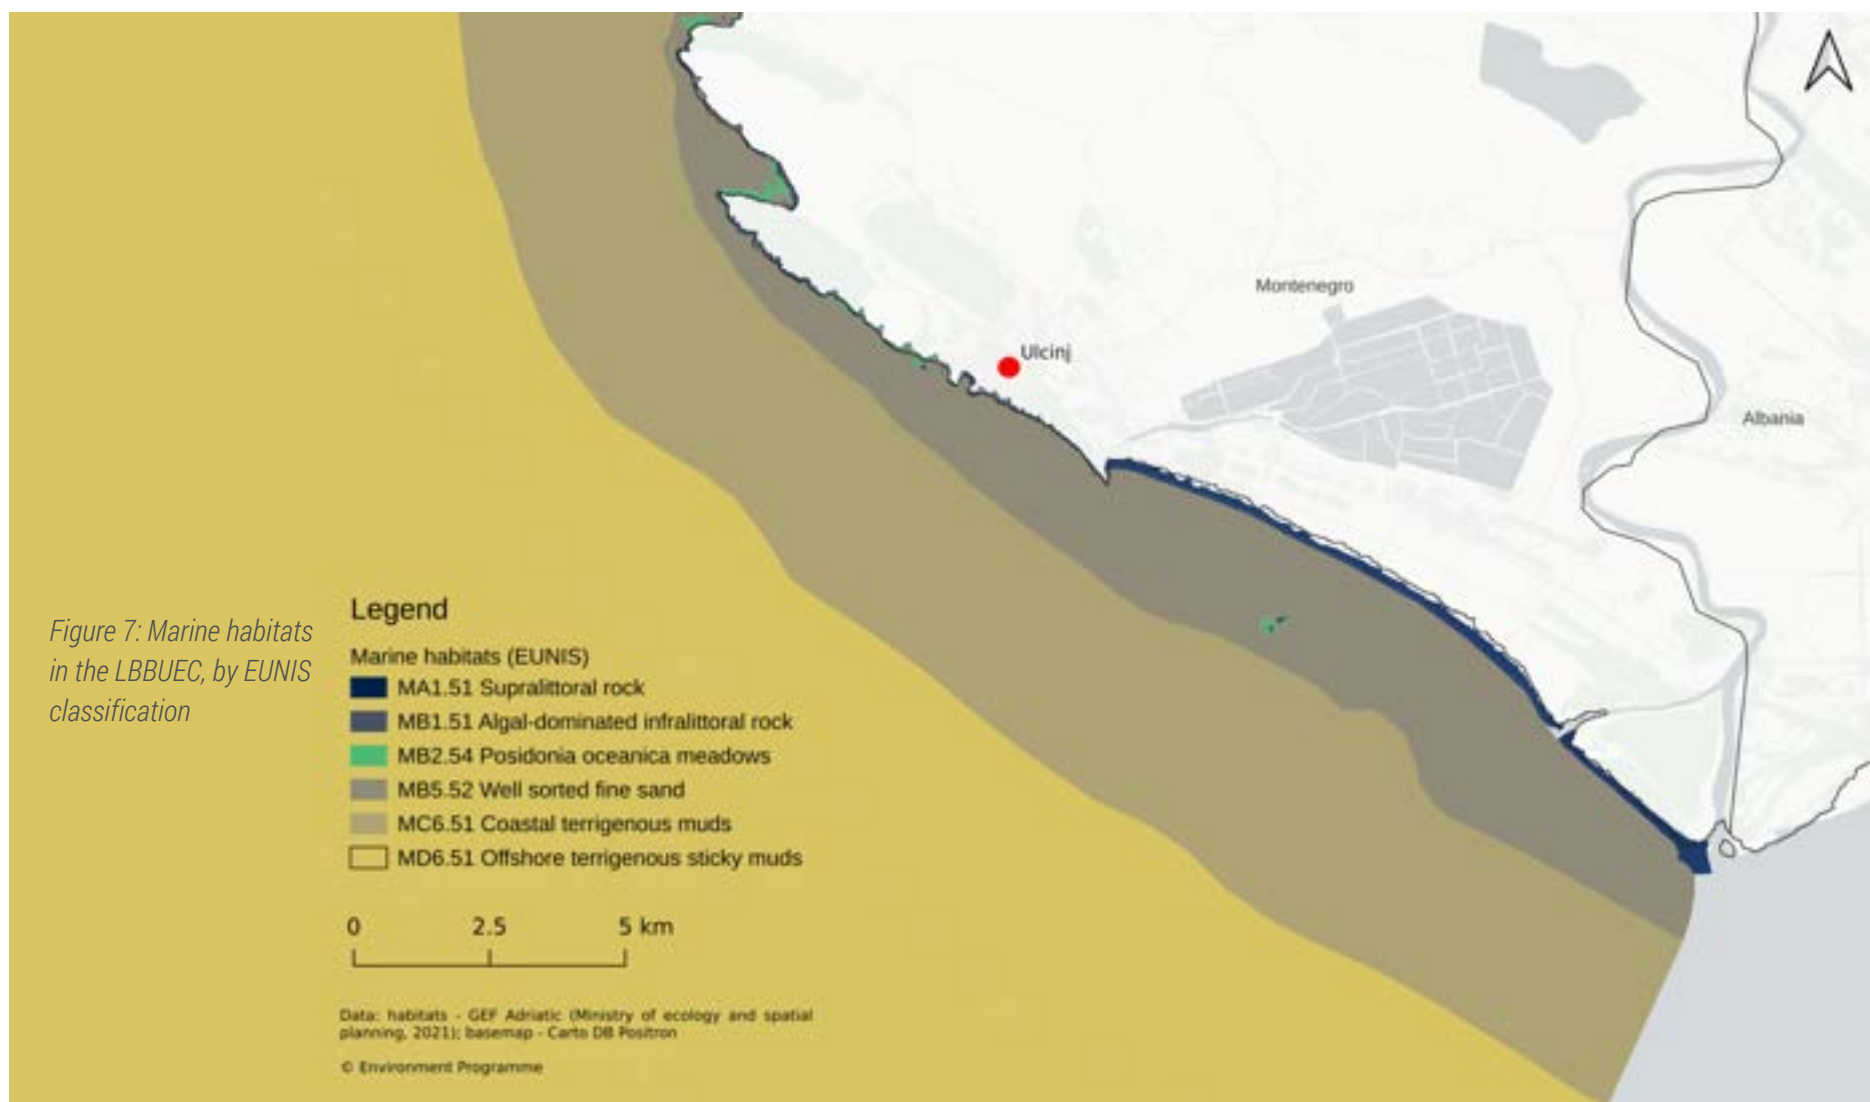 Montenegro
Ulcinj
Albania
Figure 7: Marine habitats
in the LBBUEC, by EUNIS
classification
Legend
Marine habitats (EUNIS)
MA1.51 Supralittoral rock
MB1.51 Algal-dominated infralittoral rock
MB2.54 Posidonia oceanica meadows
MB5.52 Well sorted fine sand
MC6.51 Coastal terrigenous muds
MD6.51 Offshore terrigenous sticky muds
0 2.5 5 km
Data: habitats - GEF Adriatic (Ministry of ecology and spatial
planning, 2021); basemap - Carto DB Positron
© Environment Programme